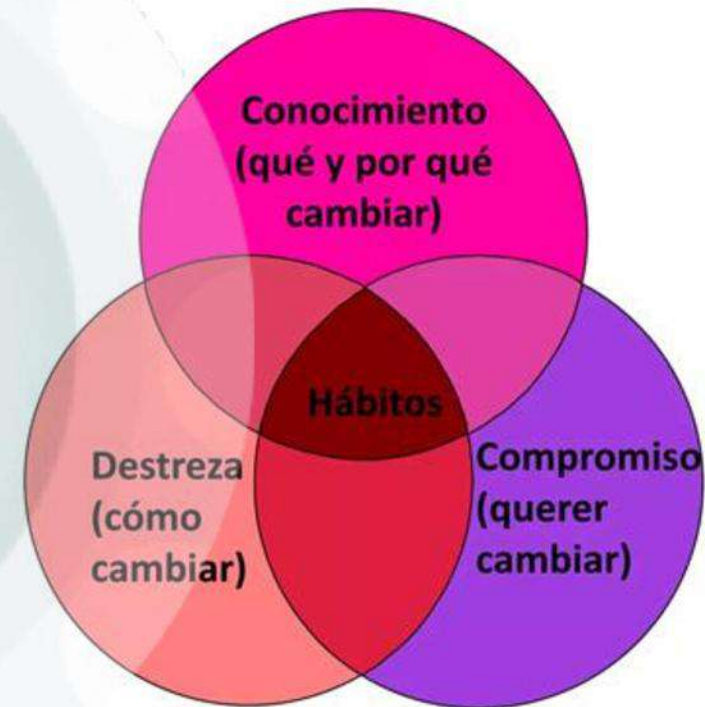 Conocimiento
(qué y por qué
cambiar)
Hábitos
Destreza
(cómo
cambiar)
Compromiso
(querer
cambiar)